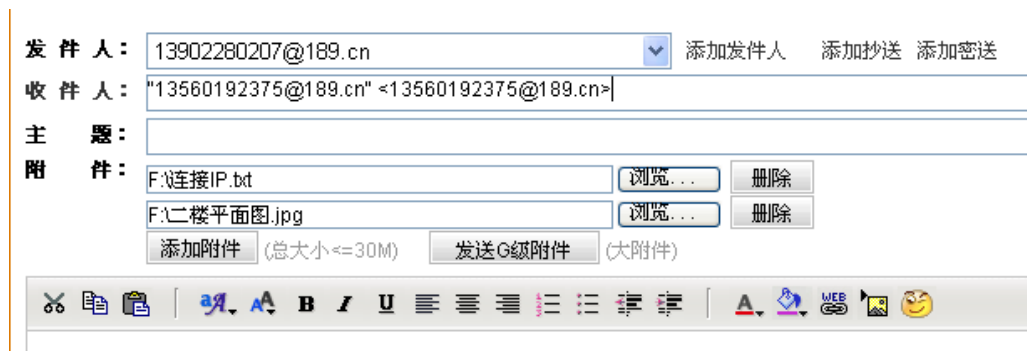 发 件 人： 13902280207@189.cn 添加发件人 添加抄送 添加密送
收 件 人： "13560192375@189.cn" <13560192375@189.cn>
主 题：
附 件： F:\连接IP.txt 浏览... 删除
F:\二楼平面图.jpg 浏览... 删除
添加附件 (总大小<=30M) 发送G级附件 (大附件)
B I U A WEB